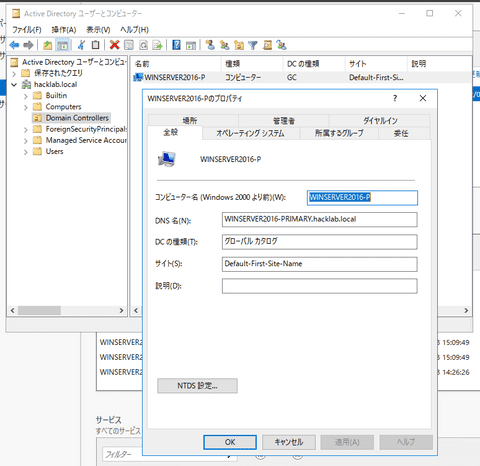 Active Directory ユーザーとコンピューター
ファイル(F) 操作(A) 表示(V) ヘルプ(H)
Active Directory ユーザーとコンピュ
保存されたクエリ
hacklab.local
Builtin
Computers
Domain Controllers
ForeignSecurityPrincipals
Managed Service Accour
Users
名前 種類 DC の種類 サイト 説明
WINSERVER2016-P コンピューター GC Default-First-Si...
WINSERVER2016-Pのプロパティ
場所 管理者 ダイヤルイン
全般 オペレーティング システム 所属するグループ 委任
WINSERVER2016-P
コンピューター名 (Windows 2000 より前)(W): WINSERVER2016-P
DNS 名(N): WINSERVER2016-PRIMARY.hacklab.local
DC の種類(T): グローバル カタログ
サイト(S): Default-First-Site-Name
説明(D):
NTDS 設定...
OK キャンセル 適用(A) ヘルプ
WINSERVER2 15:09:49
WINSERVER2 15:09:49
WINSERVER2 14:26:26
サービス
すべてのサービス
フィルター